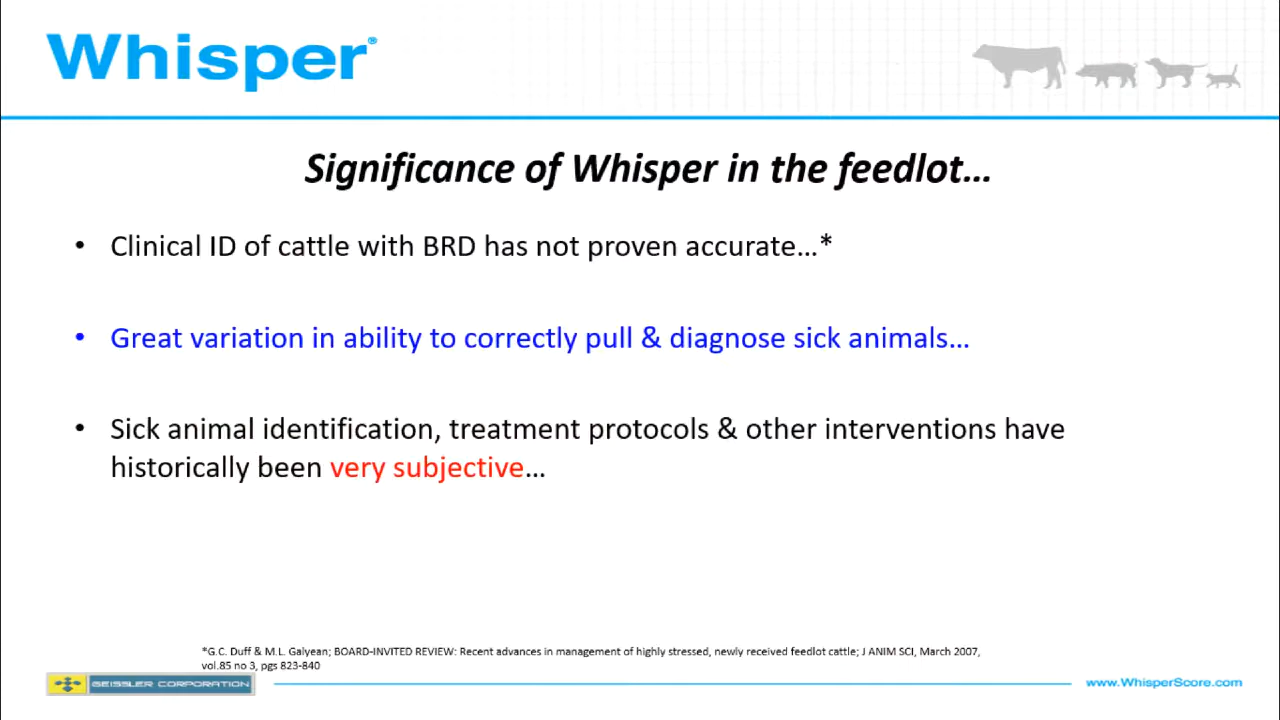 Whisper®
Significance of Whisper in the feedlot…
• Clinical ID of cattle with BRD has not proven accurate…*
• Great variation in ability to correctly pull & diagnose sick animals…
• Sick animal identification, treatment protocols & other interventions have
historically been very subjective…
*G.C. Duff & M.L. Galyean; BOARD-INVITED REVIEW: Recent advances in management of highly stressed, newly received feedlot cattle; J ANIM SCI, March 2007,
vol.85 no 3, pgs 823-840
GEISSLER CORPORATION
www.WhisperScore.com